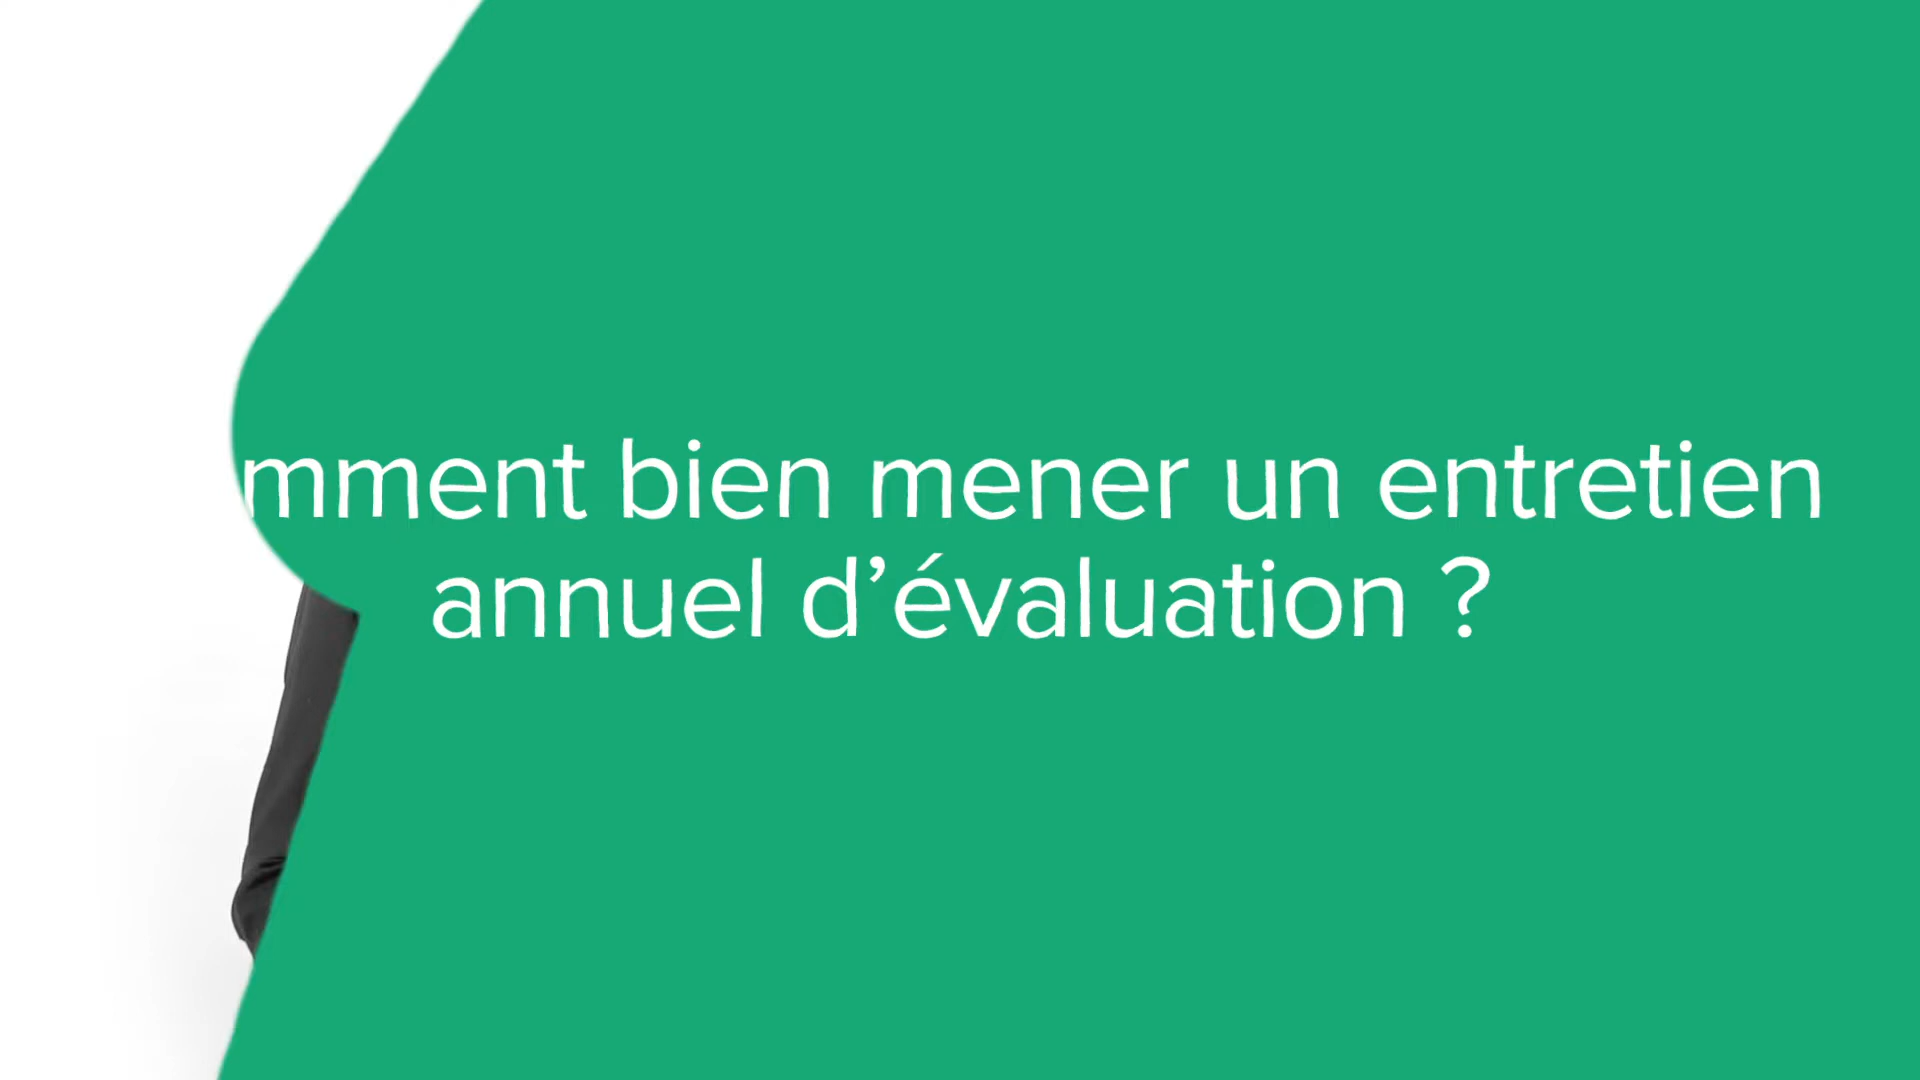 mment bien mener un entretien
annuel d’évaluation ?